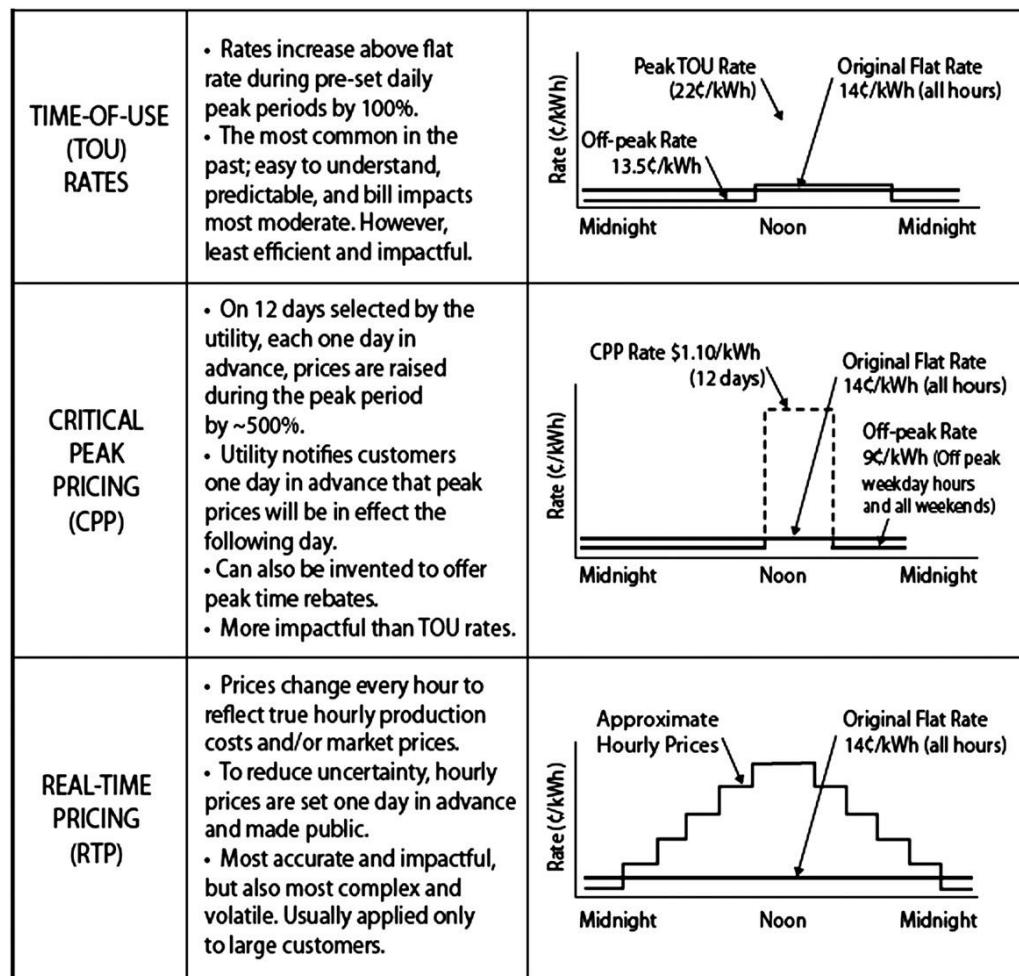 TIME-OF-USE
(TOU)
RATES
• Rates increase above flat
rate during pre-set daily
peak periods by 100%.
• The most common in the
past; easy to understand,
predictable, and bill impacts
most moderate. However,
least efficient and impactful.
Rate (¢/kWh)
Peak TOU Rate
(22¢/kWh)
Original Flat Rate
14¢/kWh (all hours)
Off-peak Rate
13.5¢/kWh
Midnight
Noon
Midnight
CRITICAL
PEAK
PRICING
(CPP)
• On 12 days selected by the
utility, each one day in
advance, prices are raised
during the peak period
by ~500%.
• Utility notifies customers
one day in advance that peak
prices will be in effect the
following day.
• Can also be invented to offer
peak time rebates.
• More impactful than TOU rates.
Rate (¢/kWh)
CPP Rate $1.10/kWh
(12 days)
Original Flat Rate
14¢/kWh (all hours)
Off-peak Rate
9¢/kWh (Off peak
weekday hours
and all weekends)
Midnight
Noon
Midnight
REAL-TIME
PRICING
(RTP)
• Prices change every hour to
reflect true hourly production
costs and/or market prices.
• To reduce uncertainty, hourly
prices are set one day in advance
and made public.
• Most accurate and impactful,
but also most complex and
volatile. Usually applied only
to large customers.
Rate (¢/kWh)
Approximate
Hourly Prices
Original Flat Rate
14¢/kWh (all hours)
Midnight
Noon
Midnight